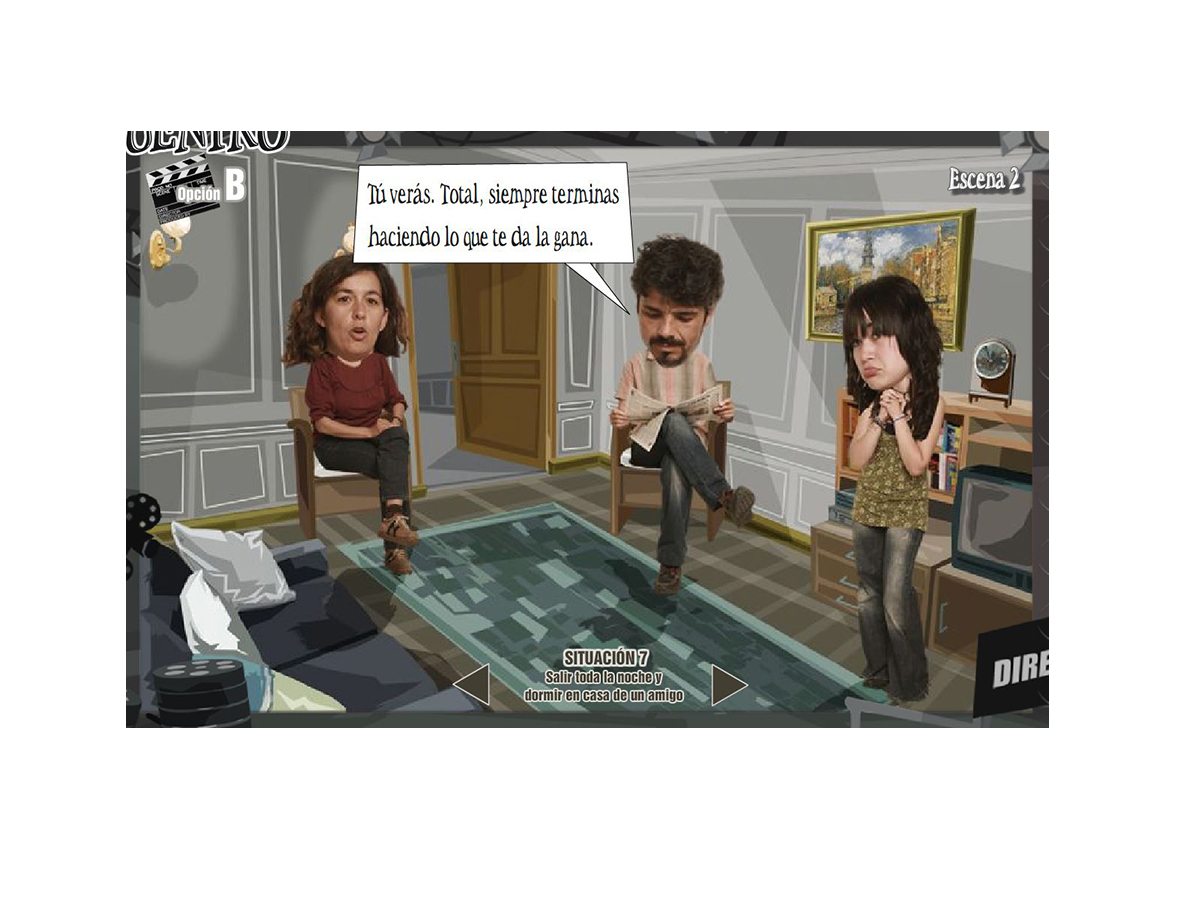 Opción B
Escena 2
Tú verás. Total, siempre terminas
haciendo lo que te da la gana.
SITUACIÓN 7
Salir toda la noche y
dormir en casa de un amigo
DIRE